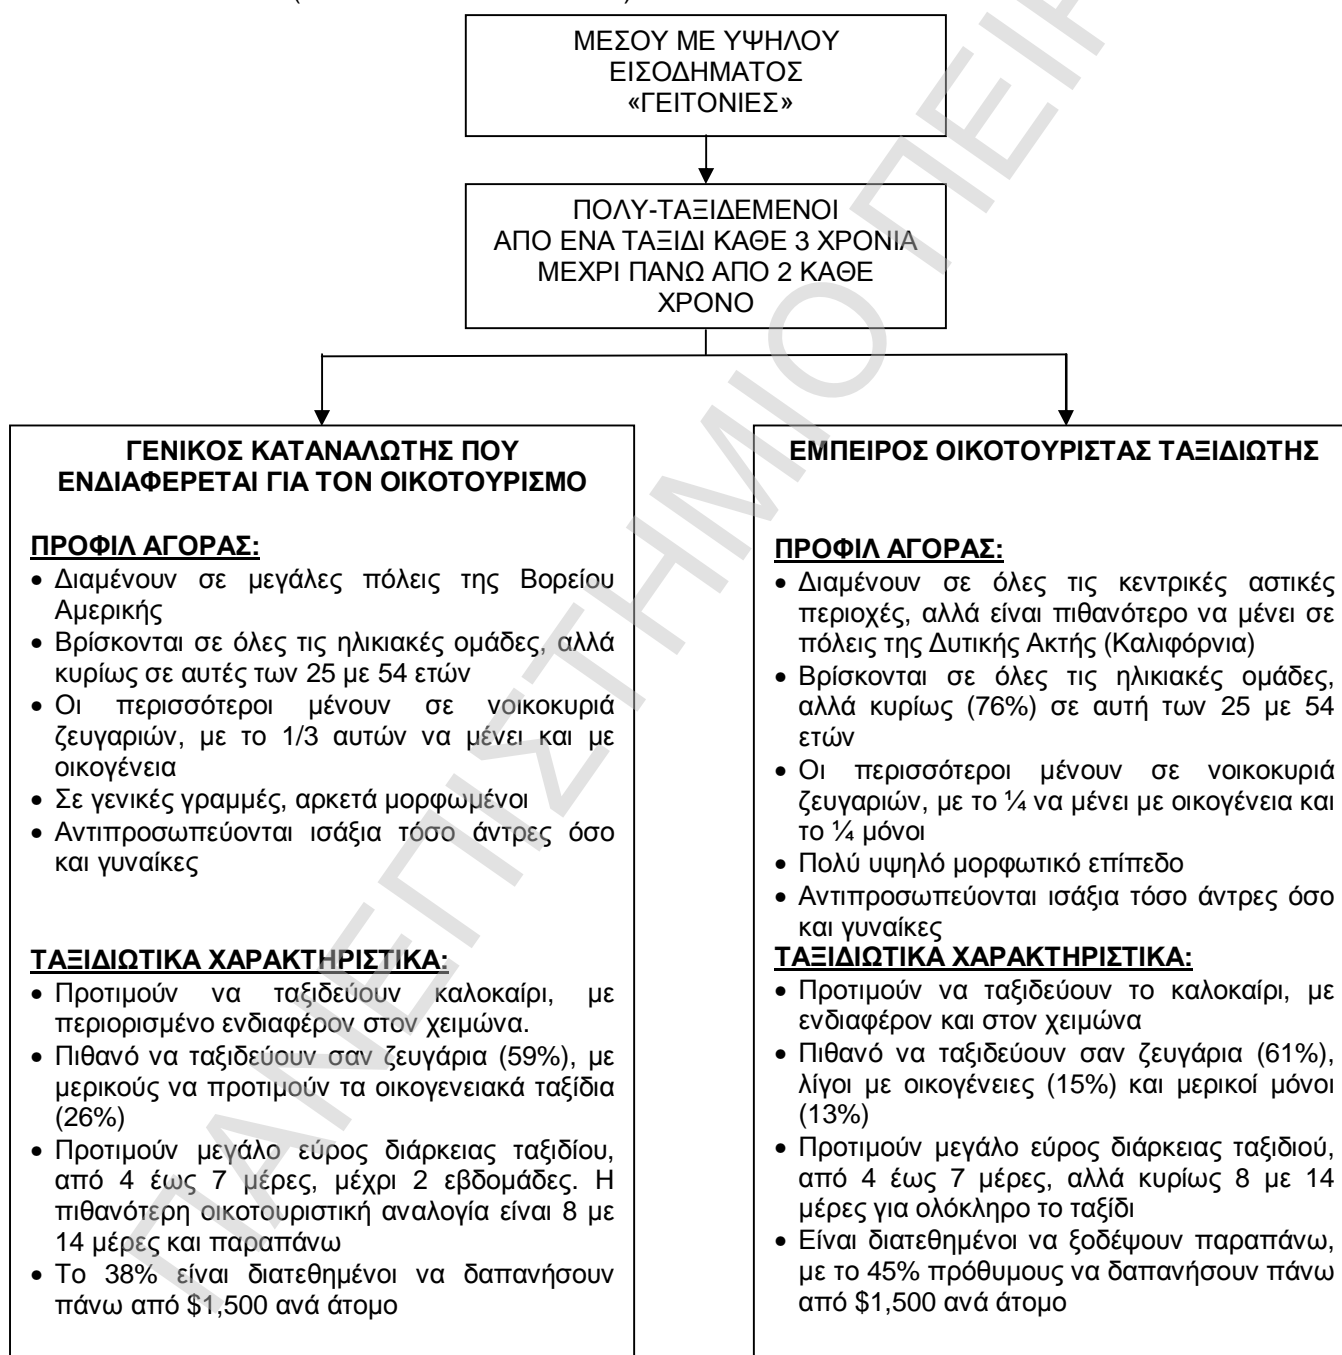 ΜΕΣΟΥ ΜΕ ΥΨΗΛΟΥ
ΕΙΣΟΔΗΜΑΤΟΣ
«ΓΕΙΤΟΝΙΕΣ»
ΠΟΛΥ-ΤΑΞΙΔΕΜΕΝΟΙ
ΑΠΟ ΕΝΑ ΤΑΞΙΔΙ ΚΑΘΕ 3 ΧΡΟΝΙΑ
ΜΕΧΡΙ ΠΑΝΩ ΑΠΟ 2 ΚΑΘΕ
ΧΡΟΝΟ
ΓΕΝΙΚΟΣ ΚΑΤΑΝΑΛΩΤΗΣ ΠΟΥ
ΕΝΔΙΑΦΕΡΕΤΑΙ ΓΙΑ ΤΟΝ ΟΙΚΟΤΟΥΡΙΣΜΟ
ΠΡΟΦΙΛ ΑΓΟΡΑΣ:
• Διαμένουν σε μεγάλες πόλεις της Βορείου
Αμερικής
• Βρίσκονται σε όλες τις ηλικιακές ομάδες, αλλά
κυρίως σε αυτές των 25 με 54 ετών
• Οι περισσότεροι μένουν σε νοικοκυριά
ζευγαριών, με το 1/3 αυτών να μένει και με
οικογένεια
• Σε γενικές γραμμές, αρκετά μορφωμένοι
• Αντιπροσωπεύονται ισάξια τόσο άντρες όσο
και γυναίκες
ΤΑΞΙΔΙΩΤΙΚΑ ΧΑΡΑΚΤΗΡΙΣΤΙΚΑ:
• Προτιμούν να ταξιδεύουν καλοκαίρι, με
περιορισμένο ενδιαφέρον στον χειμώνα.
• Πιθανό να ταξιδεύουν σαν ζευγάρια (59%), με
μερικούς να προτιμούν τα οικογενειακά ταξίδια
(26%)
• Προτιμούν μεγάλο εύρος διάρκειας ταξιδίου,
από 4 έως 7 μέρες, μέχρι 2 εβδομάδες. Η
πιθανότερη οικοτουριστική αναλογία είναι 8 με
14 μέρες και παραπάνω
• Το 38% είναι διατεθημένοι να δαπανήσουν
πάνω από $1,500 ανά άτομο
ΕΜΠΕΙΡΟΣ ΟΙΚΟΤΟΥΡΙΣΤΑΣ ΤΑΞΙΔΙΩΤΗΣ
ΠΡΟΦΙΛ ΑΓΟΡΑΣ:
• Διαμένουν σε όλες τις κεντρικές αστικές
περιοχές, αλλά είναι πιθανότερο να μένει σε
πόλεις της Δυτικής Ακτής (Καλιφόρνια)
• Βρίσκονται σε όλες τις ηλικιακές ομάδες,
αλλά κυρίως (76%) σε αυτή των 25 με 54
ετών
• Οι περισσότεροι μένουν σε νοικοκυριά
ζευγαριών, με το ¼ να μένει με οικογένεια και
το ¼ μόνοι
• Πολύ υψηλό μορφωτικό επίπεδο
• Αντιπροσωπεύονται ισάξια τόσο άντρες όσο
και γυναίκες
ΤΑΞΙΔΙΩΤΙΚΑ ΧΑΡΑΚΤΗΡΙΣΤΙΚΑ:
• Προτιμούν να ταξιδεύουν το καλοκαίρι, με
ενδιαφέρον και στον χειμώνα
• Πιθανό να ταξιδεύουν σαν ζευγάρια (61%),
λίγοι με οικογένειες (15%) και μερικοί μόνοι
(13%)
• Προτιμούν μεγάλο εύρος διάρκειας ταξιδιού,
από 4 έως 7 μέρες, αλλά κυρίως 8 με 14
μέρες για ολόκληρο το ταξίδι
• Είναι διατεθημένοι να ξοδέψουν παραπάνω,
με το 45% πρόθυμους να δαπανήσουν πάνω
από $1,500 ανά άτομο
ΠΑΝΕΠΙΣΤΗΜΙΟ ΠΕΙΡ